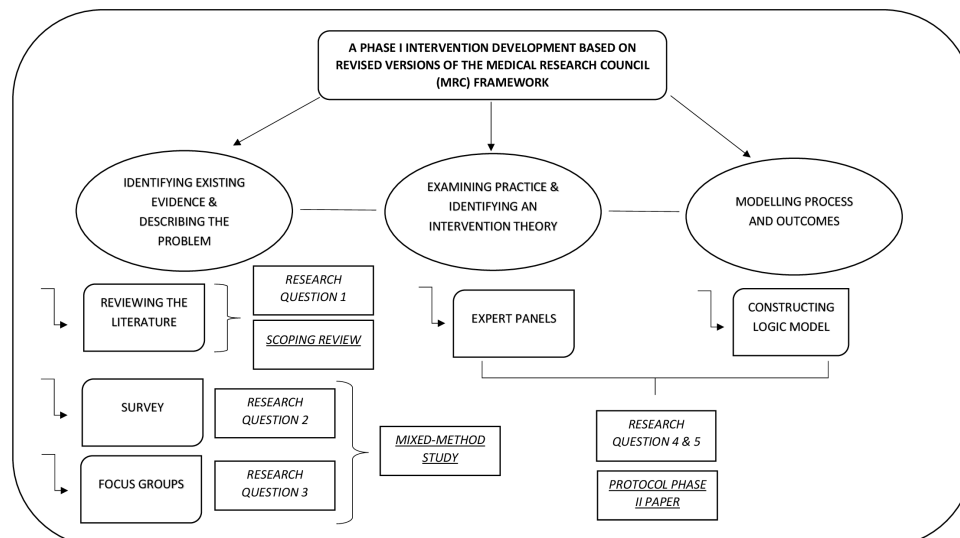 A PHASE I INTERVENTION DEVELOPMENT BASED ON
REVISED VERSIONS OF THE MEDICAL RESEARCH COUNCIL
(MRC) FRAMEWORK
IDENTIFYING EXISTING
EVIDENCE &
DESCRIBING THE
PROBLEM
EXAMINING PRACTICE &
IDENTIFYING AN
INTERVENTION THEORY
MODELLING PROCESS
AND OUTCOMES
REVIEWING THE
LITERATURE
RESEARCH
QUESTION 1
SCOPING REVIEW
EXPERT PANELS
CONSTRUCTING
LOGIC MODEL
SURVEY
RESEARCH
QUESTION 2
FOCUS GROUPS
RESEARCH
QUESTION 3
MIXED-METHOD
STUDY
RESEARCH
QUESTION 4 & 5
PROTOCOL PHASE
II PAPER